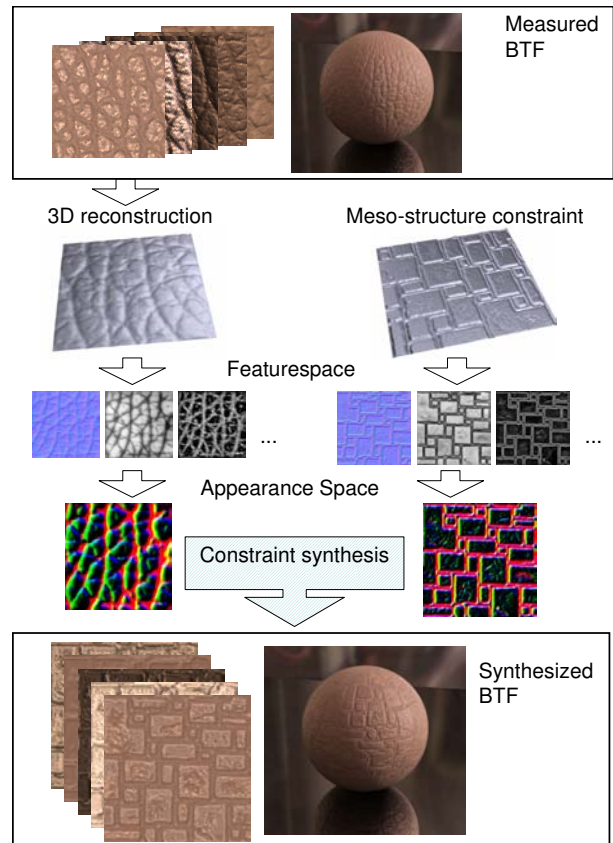 Measured
BTF
3D reconstruction
Meso-structure constraint
Featurespace
...
...
Appearance Space
Constraint synthesis
Synthesized
BTF